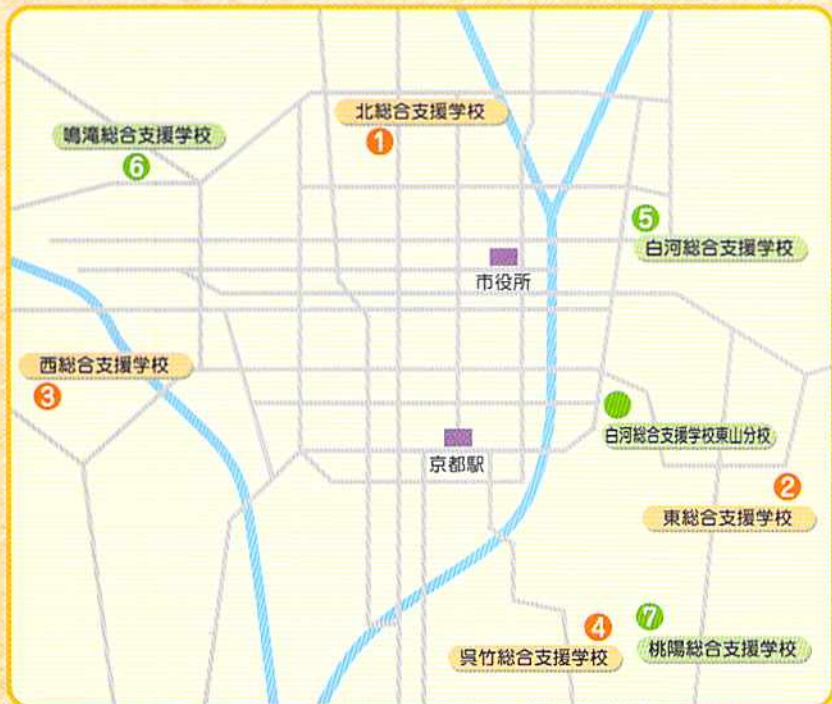 北総合支援学校
1
鳴滝総合支援学校
6
5
白河総合支援学校
市役所
西総合支援学校
3
白河総合支援学校東山分校
京都駅
2
東総合支援学校
4
呉竹総合支援学校
7
桃陽総合支援学校